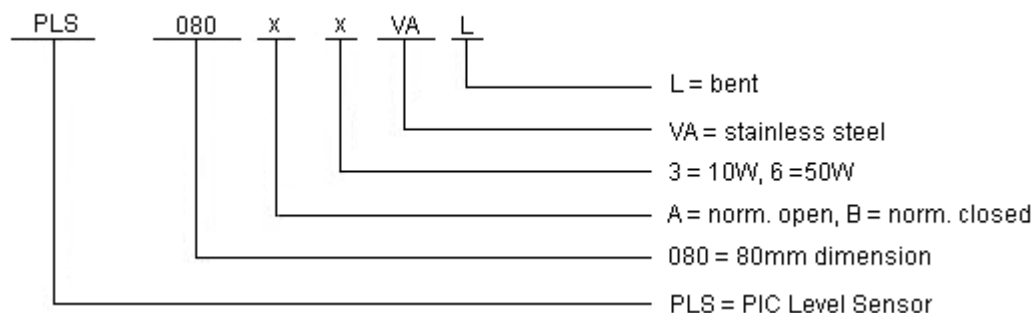 PLS 080 x x VA L
L = bent
VA = stainless steel
3 = 10W, 6 =50W
A = norm. open, B = norm. closed
080 = 80mm dimension
PLS = PIC Level Sensor